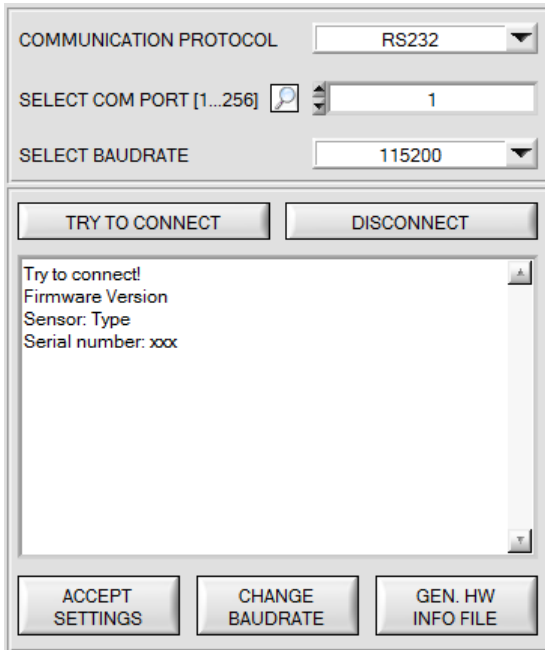 COMMUNICATION PROTOCOL RS232
SELECT COM PORT [1...256] 1
SELECT BAUDRATE 115200
TRY TO CONNECT DISCONNECT
Try to connect!
Firmware Version
Sensor: Type
Serial number: xxx
ACCEPT SETTINGS
CHANGE BAUDRATE
GEN. HW INFO FILE